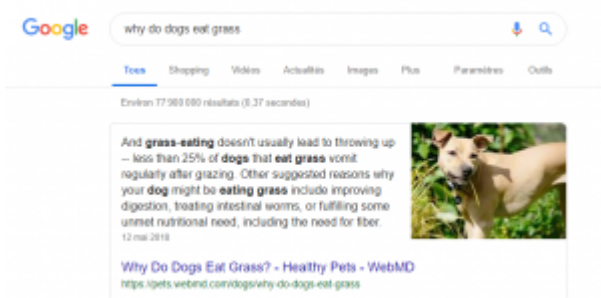 Google
why do dogs eat grass
Tous Shopping Vidéos Actualités Images Plus Paramètres Outils
Environ 77 900 000 résultats (0,37 secondes)
And grass-eating doesn't usually lead to throwing up
-- less than 25% of dogs that eat grass vomit
regularly after grazing. Other suggested reasons why
your dog might be eating grass include improving
digestion, treating intestinal worms, or fulfilling some
unmet nutritional need, including the need for fiber.
12 mai 2018
Why Do Dogs Eat Grass? - Healthy Pets - WebMD
https://pets.webmd.com/dogs/why-do-dogs-eat-grass